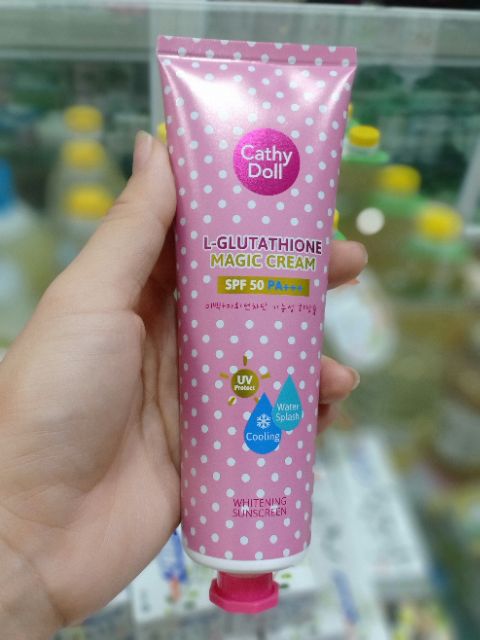 Cathy
Doll
L-GLUTATHIONE
MAGIC CREAM
SPF 50 PA+++
UV
Protect
Water
Splash
Cooling
WHITENING
SUNSCREEN